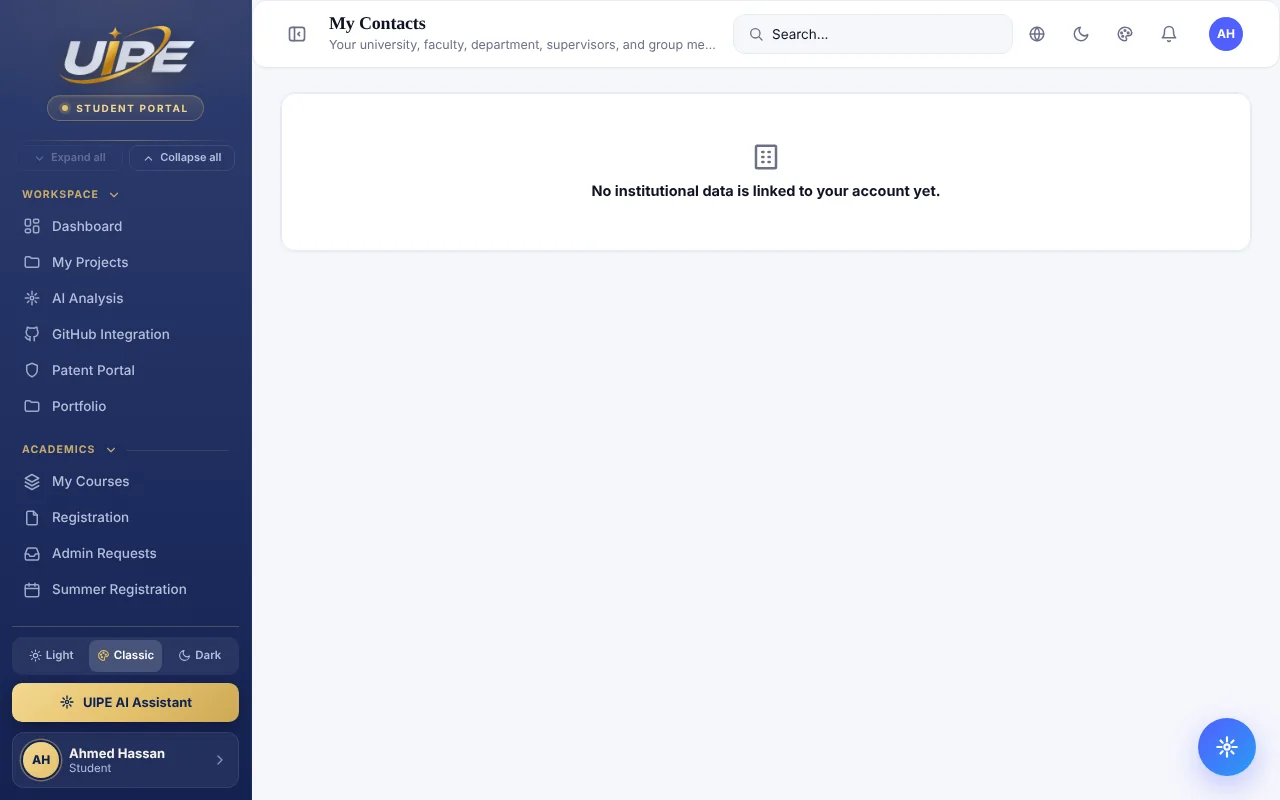 UIPE
STUDENT PORTAL
Expand all
Collapse all
WORKSPACE
Dashboard
My Projects
AI Analysis
GitHub Integration
Patent Portal
Portfolio
ACADEMICS
My Courses
Registration
Admin Requests
Summer Registration
Light
Classic
Dark
UIPE AI Assistant
AH
Ahmed Hassan
Student
My Contacts
Your university, faculty, department, supervisors, and group me...
Search...
AH
No institutional data is linked to your account yet.